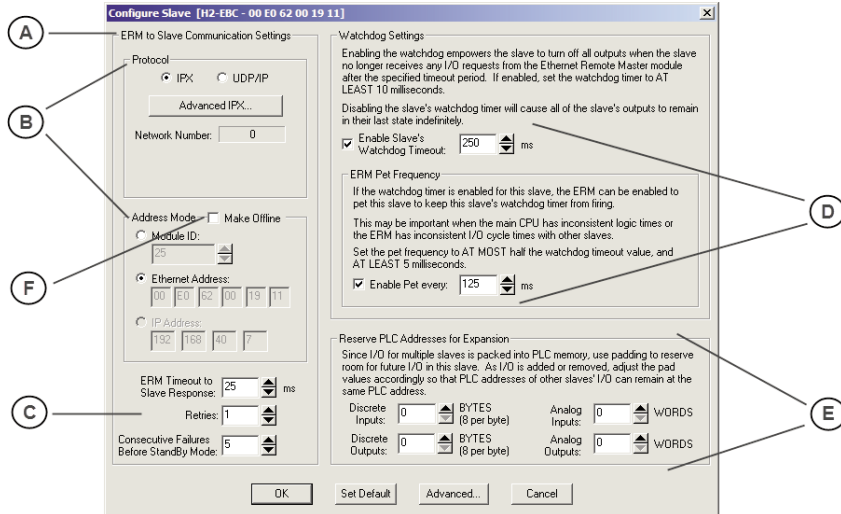 Configure Slave [H2-EBC - 00 E0 62 00 19 11]
A
ERM to Slave Communication Settings
B
Protocol
IPX
UDP/IP
Advanced IPX...
Network Number: 0
Address Mode
Make Offline
F
Module ID:
25
Ethernet Address:
00 E0 62 00 19 11
IP Address:
192 168 40 7
C
ERM Timeout to
Slave Response: 25 ms
Retries: 1
Consecutive Failures
Before StandBy Mode: 5
Watchdog Settings
Enabling the watchdog empowers the slave to turn off all outputs when the slave
no longer receives any I/O requests from the Ethernet Remote Master module
after the specified timeout period. If enabled, set the watchdog timer to AT
LEAST 10 milliseconds.
Disabling the slave's watchdog timer will cause all of the slave's outputs to remain
in their last state indefinitely.
Enable Slave's
Watchdog Timeout: 250 ms
D
ERM Pet Frequency
If the watchdog timer is enabled for this slave, the ERM can be enabled to
pet this slave to keep this slave's watchdog timer from firing.
This may be important when the main CPU has inconsistent logic times or
the ERM has inconsistent I/O cycle times with other slaves.
Set the pet frequency to AT MOST half the watchdog timeout value, and
AT LEAST 5 milliseconds.
Enable Pet every: 125 ms
Reserve PLC Addresses for Expansion
Since I/O for multiple slaves is packed into PLC memory, use padding to reserve
room for future I/O in this slave. As I/O is added or removed, adjust the pad
values accordingly so that PLC addresses of other slaves' I/O can remain at the
same PLC address.
E
Discrete
Inputs: 0 BYTES
(8 per byte)
Analog
Inputs: 0 WORDS
Discrete
Outputs: 0 BYTES
(8 per byte)
Analog
Outputs: 0 WORDS
OK
Set Default
Advanced...
Cancel